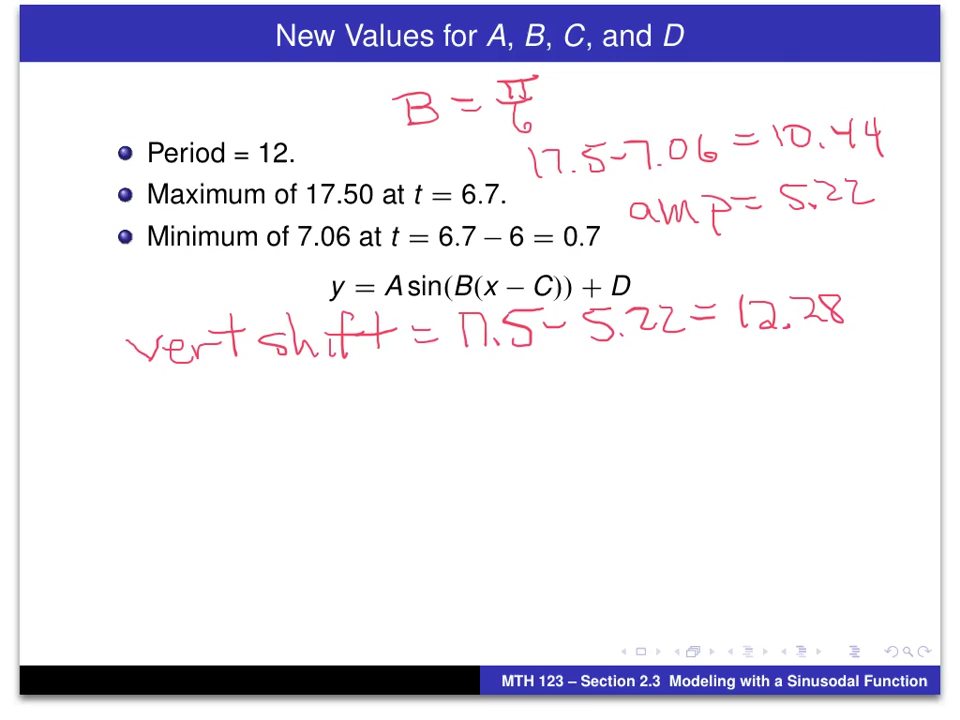 New Values for A, B, C, and D
B = π/6
Period = 12.
17.5-7.06 = 10.44
Maximum of 17.50 at t = 6.7.
amp = 5.22
Minimum of 7.06 at t = 6.7 − 6 = 0.7
y = A sin(B(x − C)) + D
vert shift = 17.5 - 5.22 = 12.28
MTH 123 – Section 2.3 Modeling with a Sinusodal Function